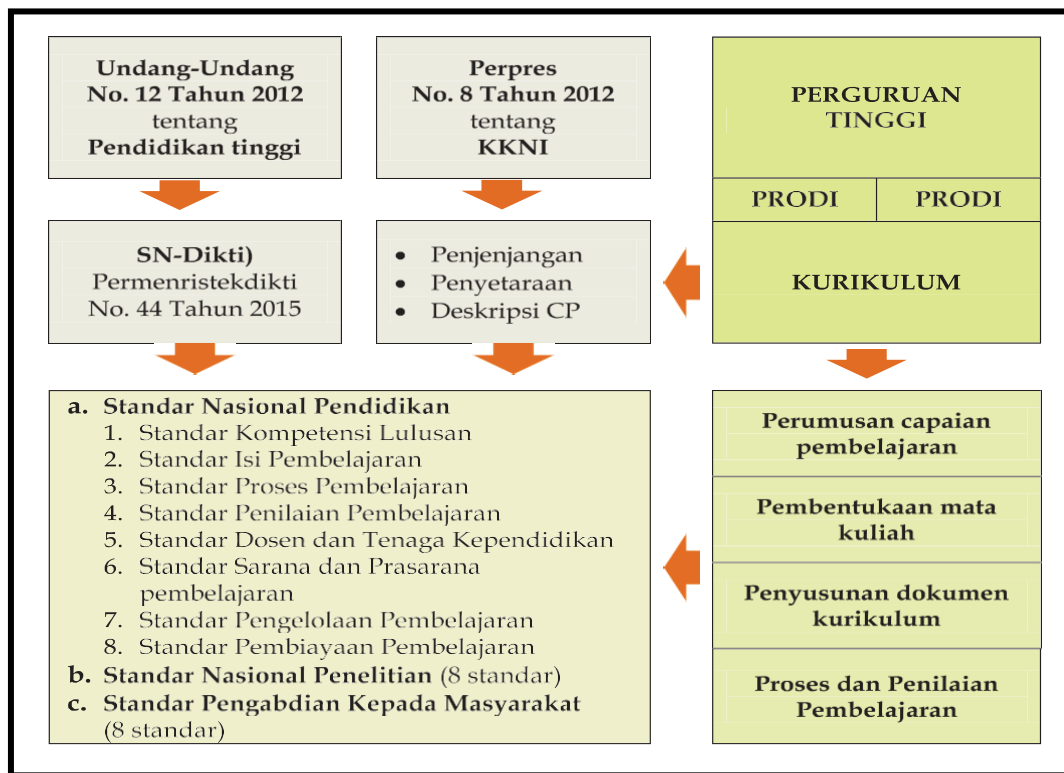 Undang-Undang
No. 12 Tahun 2012
tentang
Pendidikan tinggi
Perpres
No. 8 Tahun 2012
tentang
KKNI
PERGURUAN
TINGGI
PRODI
PRODI
KURIKULUM
SN-Dikti)
Permenristekdikti
No. 44 Tahun 2015
• Penjenjangan
• Penyetaraan
• Deskripsi CP
a. Standar Nasional Pendidikan
1. Standar Kompetensi Lulusan
2. Standar Isi Pembelajaran
3. Standar Proses Pembelajaran
4. Standar Penilaian Pembelajaran
5. Standar Dosen dan Tenaga Kependidikan
6. Standar Sarana dan Prasarana
pembelajaran
7. Standar Pengelolaan Pembelajaran
8. Standar Pembiayaan Pembelajaran
b. Standar Nasional Penelitian (8 standar)
c. Standar Pengabdian Kepada Masyarakat
(8 standar)
Perumusan capaian
pembelajaran
Pembentukaan mata
kuliah
Penyusunan dokumen
kurikulum
Proses dan Penilaian
Pembelajaran